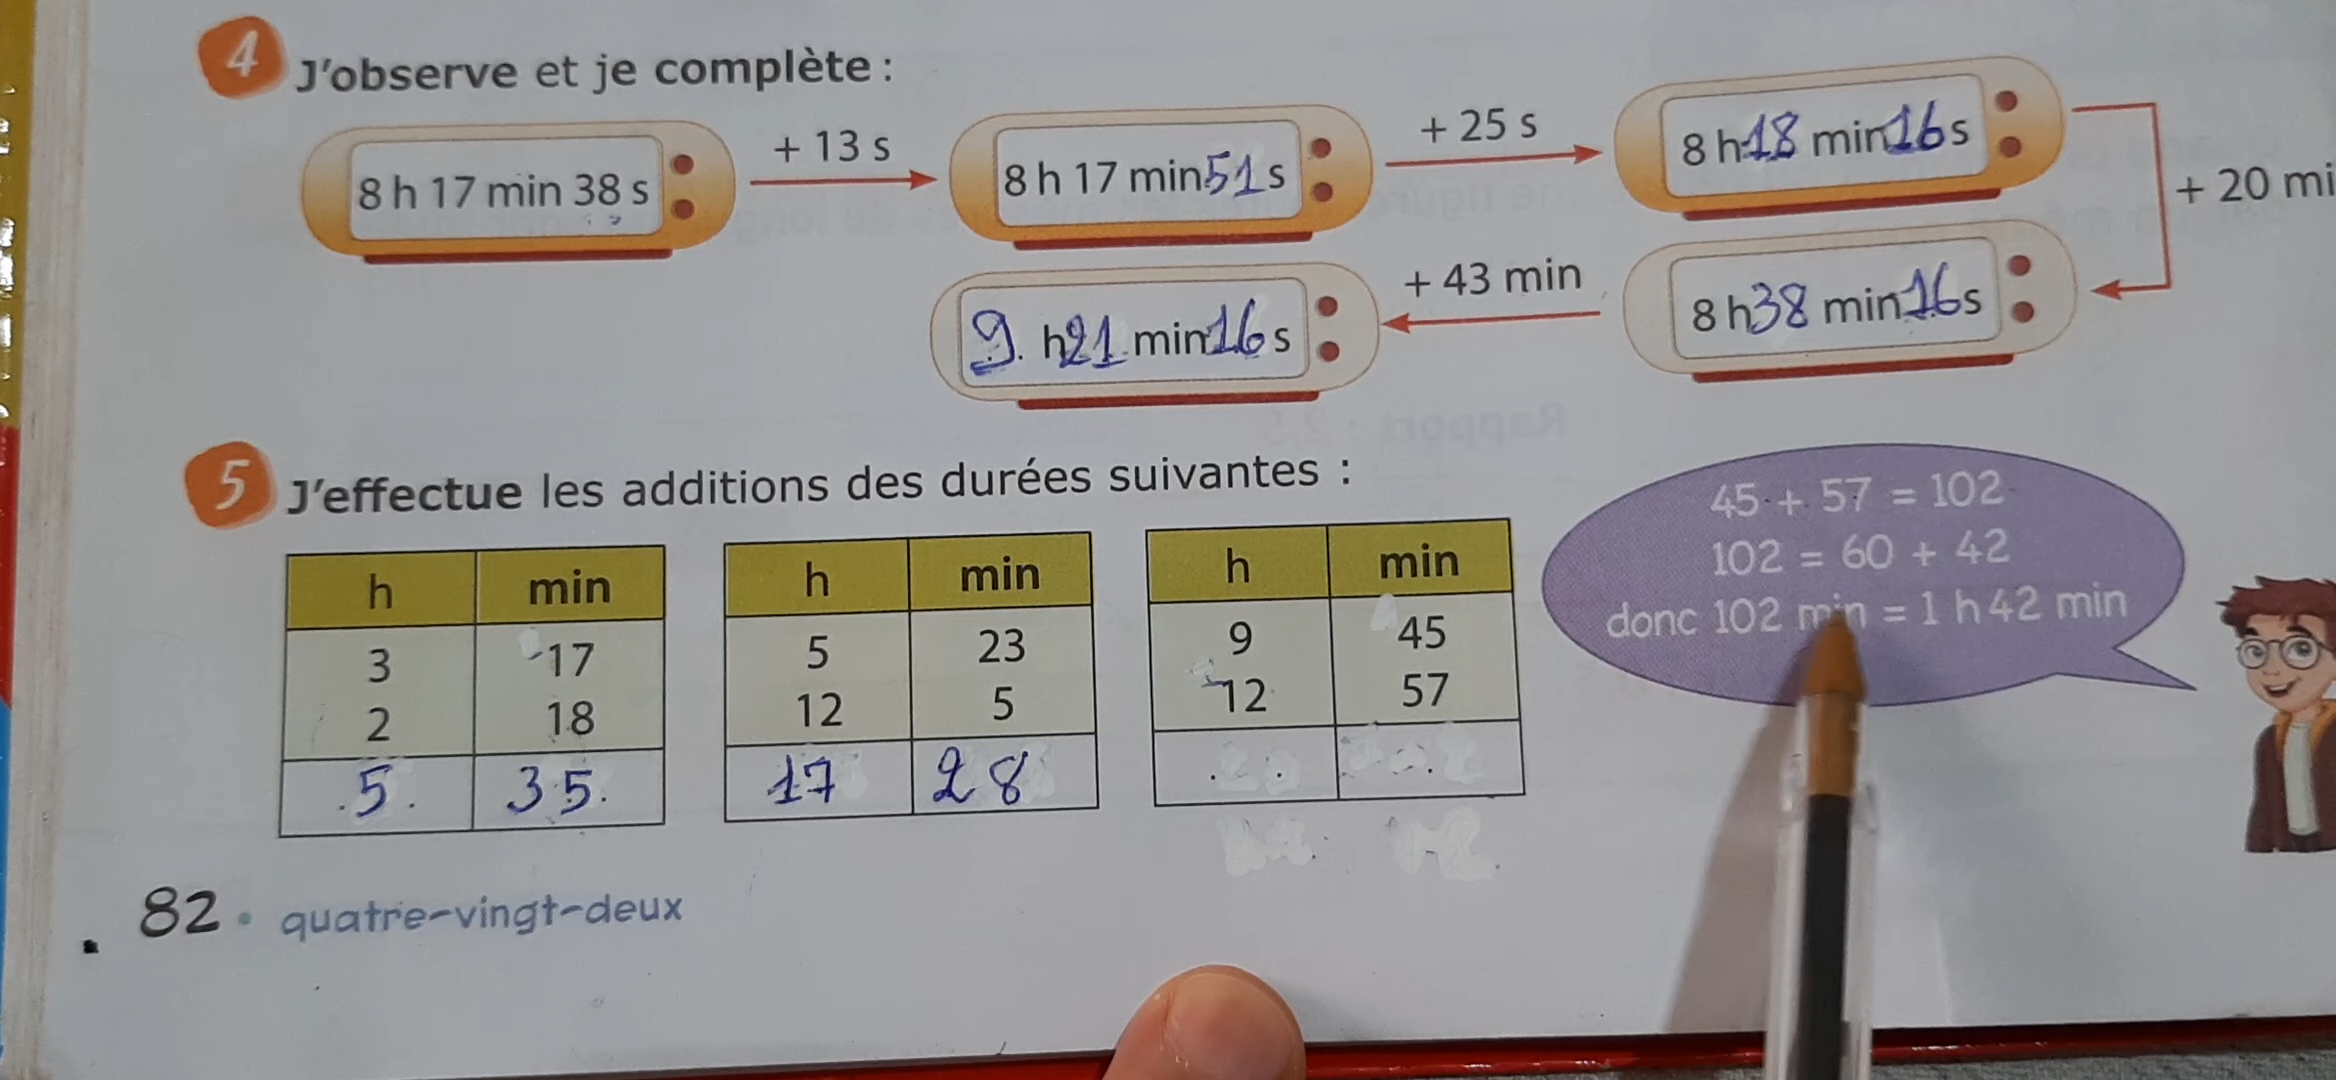 4 J'observe et je complète :
8 h 17 min 38 s + 13 s 8 h 17 min 51 s + 25 s 8 h 18 min 16 s
+ 20 mi
9 h 21 min 16 s + 43 min 8 h 38 min 16 s
5 J'effectue les additions des durées suivantes :
h min
3 17
2 18
5 35
h min
5 23
12 5
17 28
h min
9 45
12 57
45 + 57 = 102
102 = 60 + 42
donc 102 min = 1 h 42 min
82 • quatre-vingt-deux